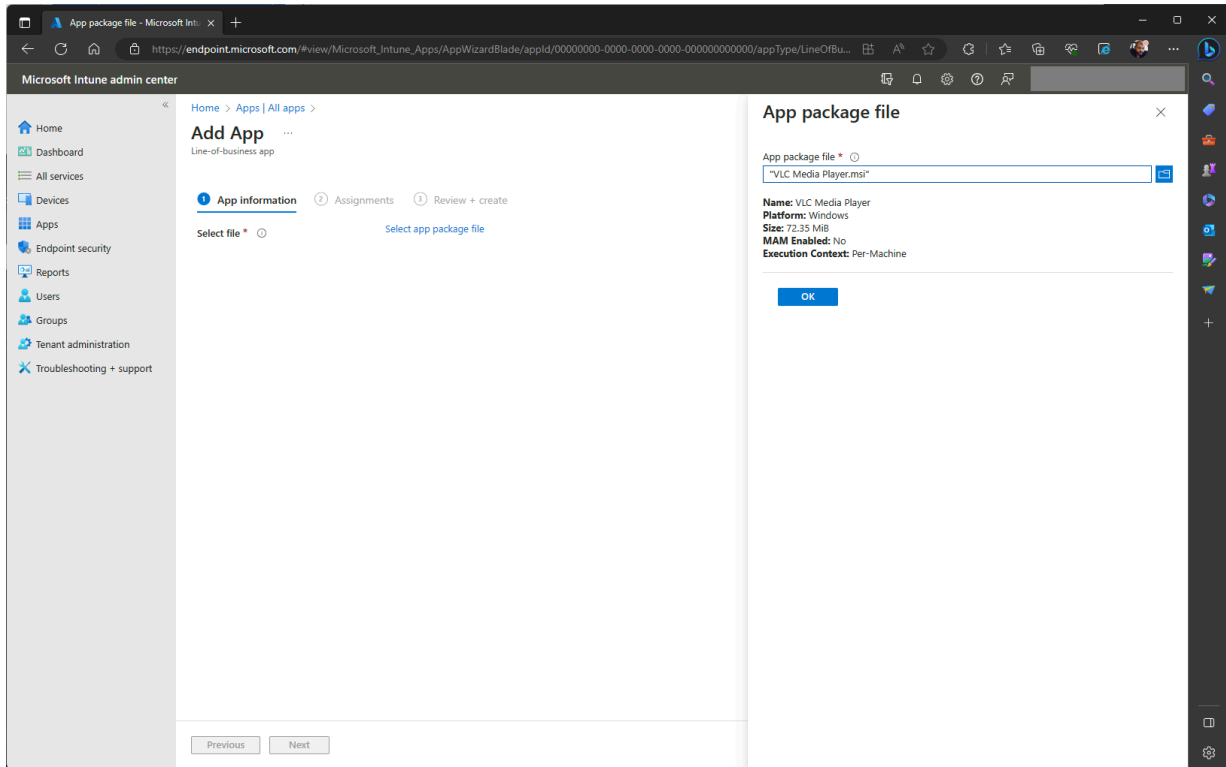 App package file - Microsoft Intu
https://endpoint.microsoft.com/#view/Microsoft_Intune_Apps/AppWizardBlade/appId/00000000-0000-0000-0000-000000000000/appType/LineOfBu...
Microsoft Intune admin center
Home
Dashboard
All services
Devices
Apps
Endpoint security
Reports
Users
Groups
Tenant administration
Troubleshooting + support
Home > Apps | All apps >
Add App ...
Line-of-business app
1 App information 2 Assignments 3 Review + create
Select file * Select app package file
Previous Next
App package file
App package file *
"VLC Media Player.msi"
Name: VLC Media Player
Platform: Windows
Size: 72.35 MiB
MAM Enabled: No
Execution Context: Per-Machine
OK